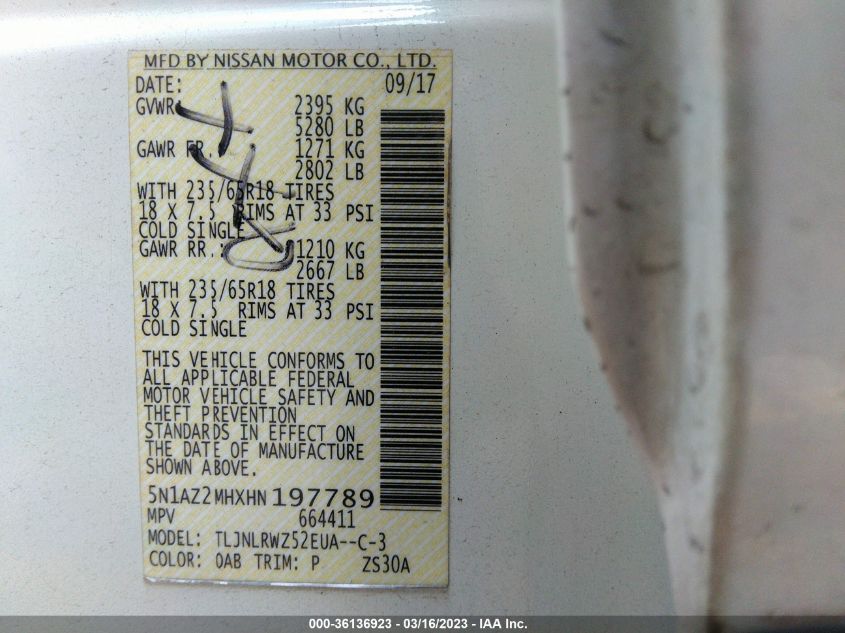 MFD BY NISSAN MOTOR CO., LTD.
DATE: 09/17
GVWR 2395 KG
5280 LB
GAWR FR. 1271 KG
2802 LB
WITH 235/65R18 TIRES
18 X 7.5 RIMS AT 33 PSI
COLD SINGLE
GAWR RR.: 1210 KG
2667 LB
WITH 235/65R18 TIRES
18 X 7.5 RIMS AT 33 PSI
COLD SINGLE
THIS VEHICLE CONFORMS TO
ALL APPLICABLE FEDERAL
MOTOR VEHICLE SAFETY AND
THEFT PREVENTION
STANDARDS IN EFFECT ON
THE DATE OF MANUFACTURE
SHOWN ABOVE.
5N1AZ2MHXHN197789
MPV 664411
MODEL: TLJNLRWZ52EUA--C-3
COLOR: 0AB TRIM: P ZS30A
000-36136923 - 03/16/2023 - IAA Inc.